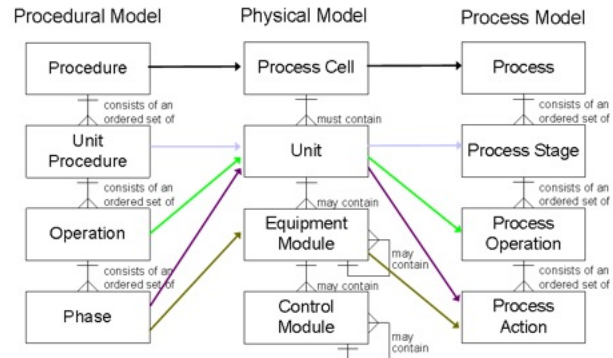 Procedural Model
Physical Model
Process Model
Procedure
Process Cell
Process
consists of an
ordered set of
must contain
consists of an
ordered set of
Unit
Procedure
Unit
Process Stage
consists of an
ordered set of
may contain
consists of an
ordered set of
Operation
Equipment
Module
Process
Operation
may
contain
consists of an
ordered set of
may contain
consists of an
ordered set of
Phase
Control
Module
Process
Action
may
contain